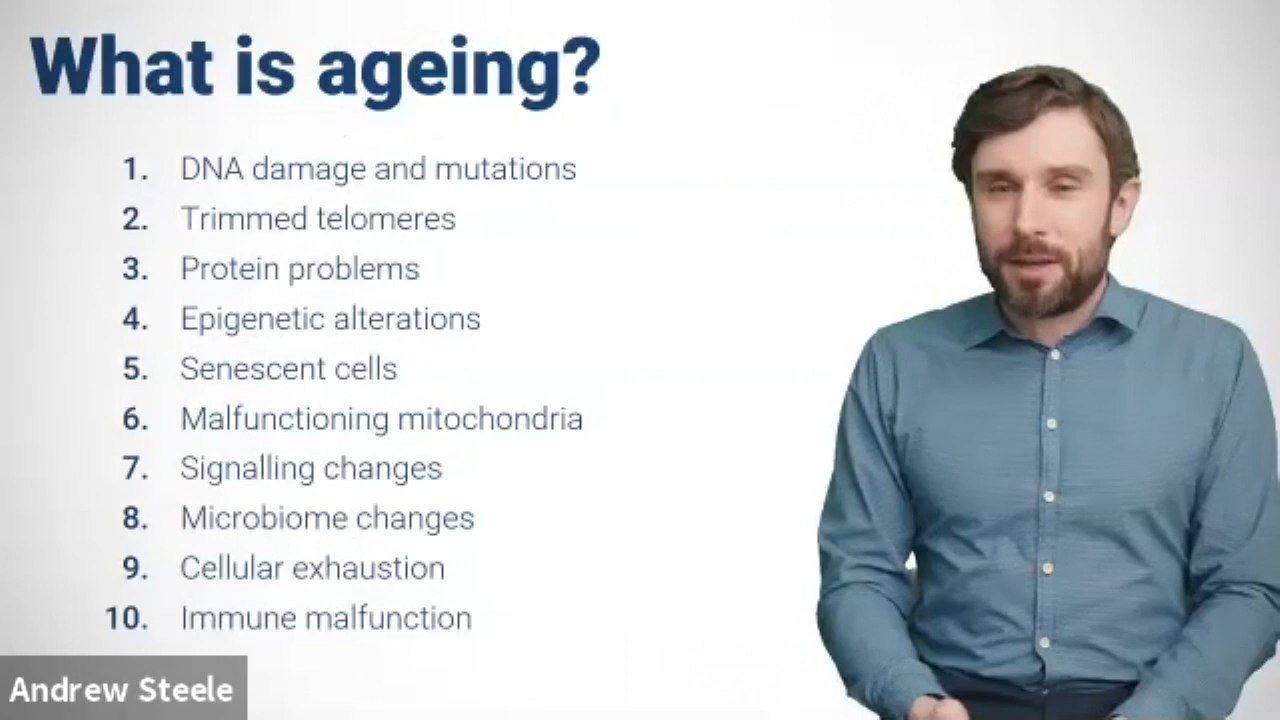 What is ageing?
1. DNA damage and mutations
2. Trimmed telomeres
3. Protein problems
4. Epigenetic alterations
5. Senescent cells
6. Malfunctioning mitochondria
7. Signalling changes
8. Microbiome changes
9. Cellular exhaustion
10. Immune malfunction
Andrew Steele